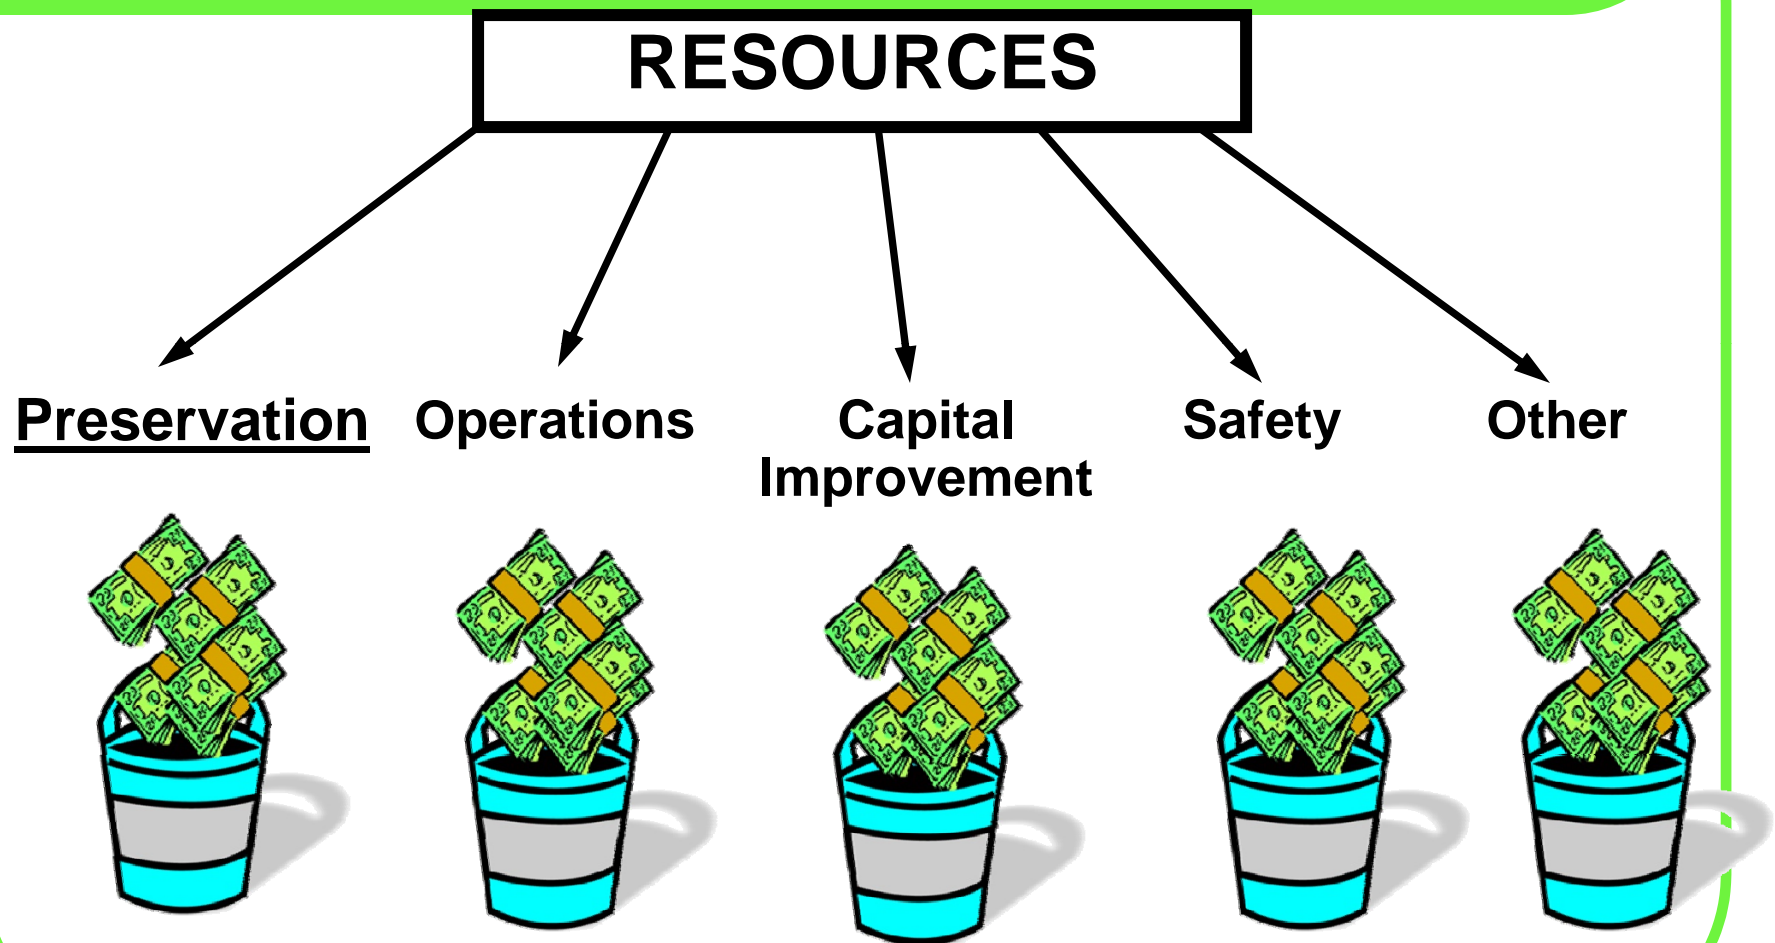 RESOURCES
Preservation Operations Capital Safety Other
Improvement